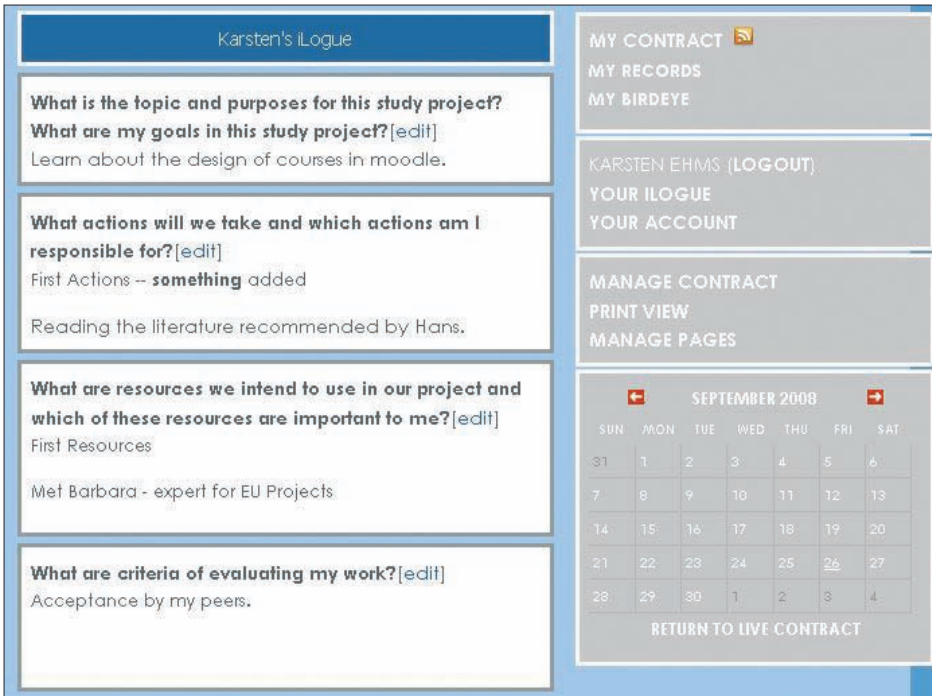 Karsten's iLogue
What is the topic and purposes for this study project?
What are my goals in this study project?[edit]
Learn about the design of courses in moodle.
What actions will we take and which actions am I
responsible for?[edit]
First Actions -- something added
Reading the literature recommended by Hans.
What are resources we intend to use in our project and
which of these resources are important to me?[edit]
First Resources
Met Barbara - expert for EU Projects
What are criteria of evaluating my work?[edit]
Acceptance by my peers.
MY CONTRACT
MY RECORDS
MY BIRDEYE
KARSTEN EHMS (LOGOUT)
YOUR ILOGUE
YOUR ACCOUNT
MANAGE CONTRACT
PRINT VIEW
MANAGE PAGES
SEPTEMBER 2008
SUN MON TUE WED THU FRI SAT
31 1 2 3 4 5 6
7 8 9 10 11 12 13
14 15 16 17 18 19 20
21 22 23 24 25 26 27
28 29 30 1 2 3 4
RETURN TO LIVE CONTRACT